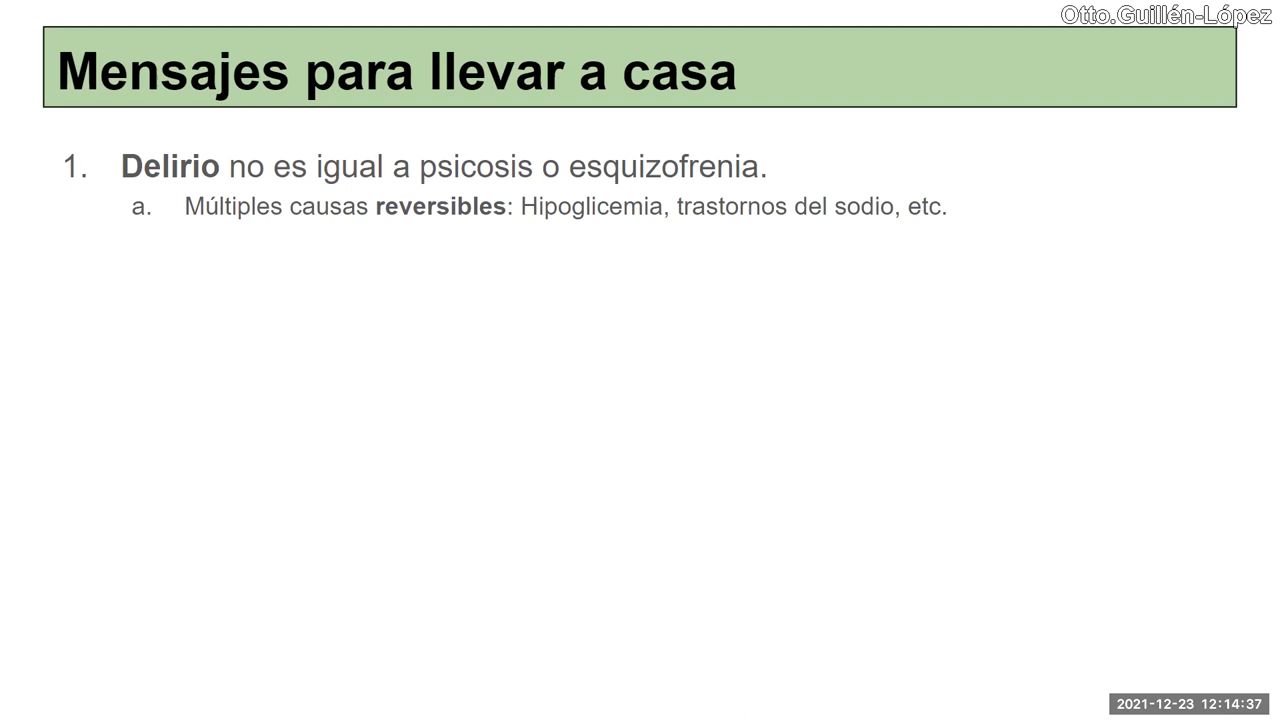 Otto.Guillén-López
Mensajes para llevar a casa
1. Delirio no es igual a psicosis o esquizofrenia.
a. Múltiples causas reversibles: Hipoglicemia, trastornos del sodio, etc.
2021-12-23 12:14:37